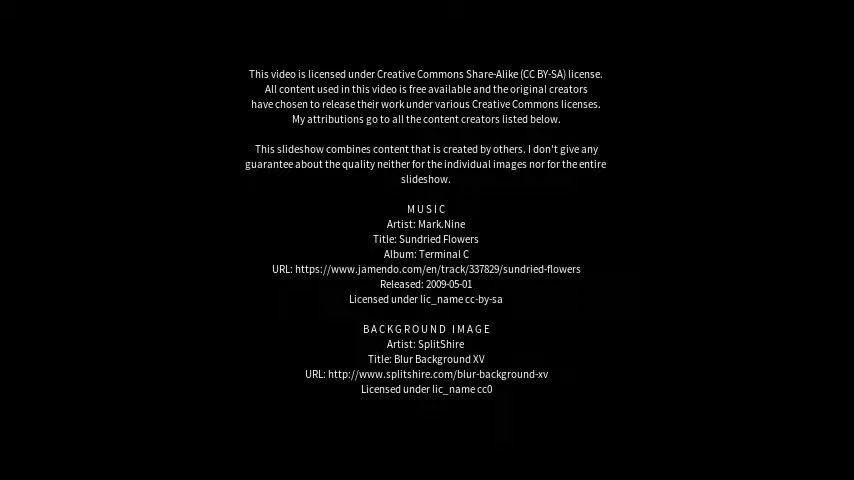 This video is licensed under Creative Commons Share-Alike (CC BY-SA) license.
All content used in this video is free available and the original creators
have chosen to release their work under various Creative Commons licenses.
My attributions go to all the content creators listed below.
This slideshow combines content that is created by others. I don't give any
guarantee about the quality neither for the individual images nor for the entire
slideshow.
MUSIC
Artist: Mark.Nine
Title: Sundried Flowers
Album: Terminal C
URL: https://www.jamendo.com/en/track/337829/sundried-flowers
Released: 2009-05-01
Licensed under lic_name cc-by-sa
BACKGROUND IMAGE
Artist: SplitShire
Title: Blur Background XV
URL: http://www.splitshire.com/blur-background-xv
Licensed under lic_name cc0